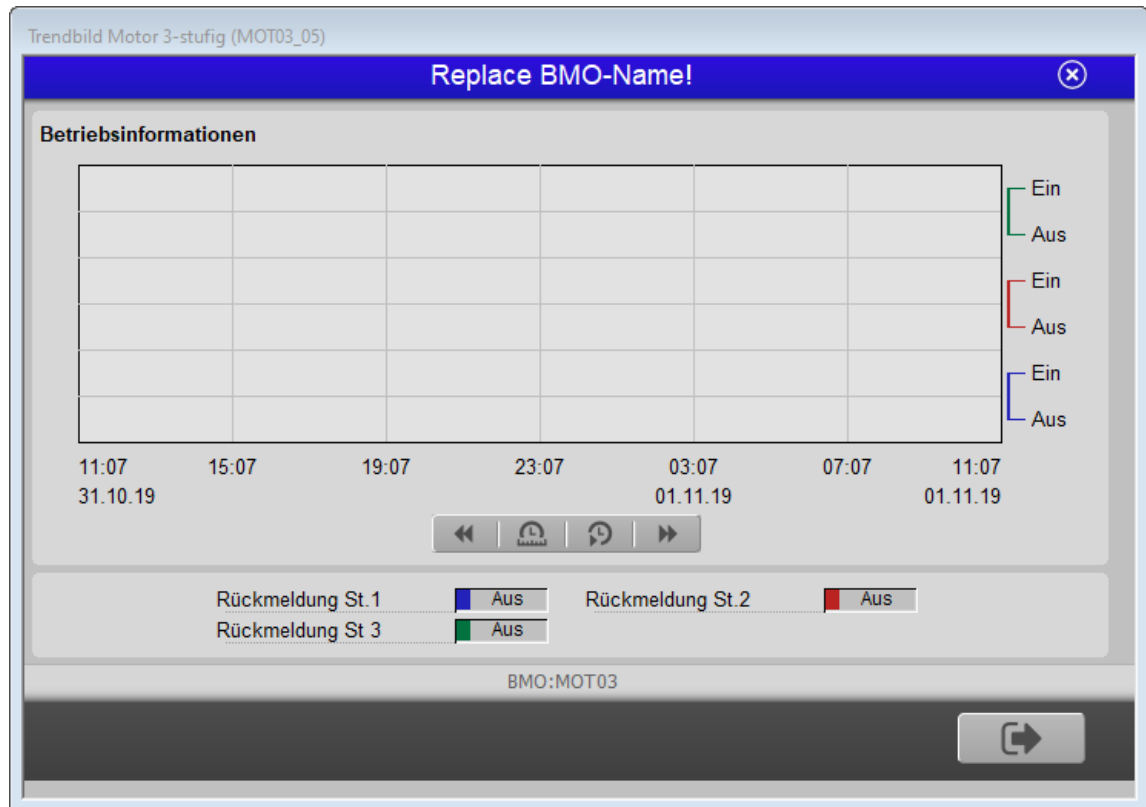 Trendbild Motor 3-stufig (MOT03_05)
Replace BMO-Name!
Betriebsinformationen
Ein
Aus
Ein
Aus
Ein
Aus
11:07 15:07 19:07 23:07 03:07 07:07 11:07
31.10.19 01.11.19 01.11.19
Rückmeldung St.1 Aus Rückmeldung St.2 Aus
Rückmeldung St 3 Aus
BMO:MOT03